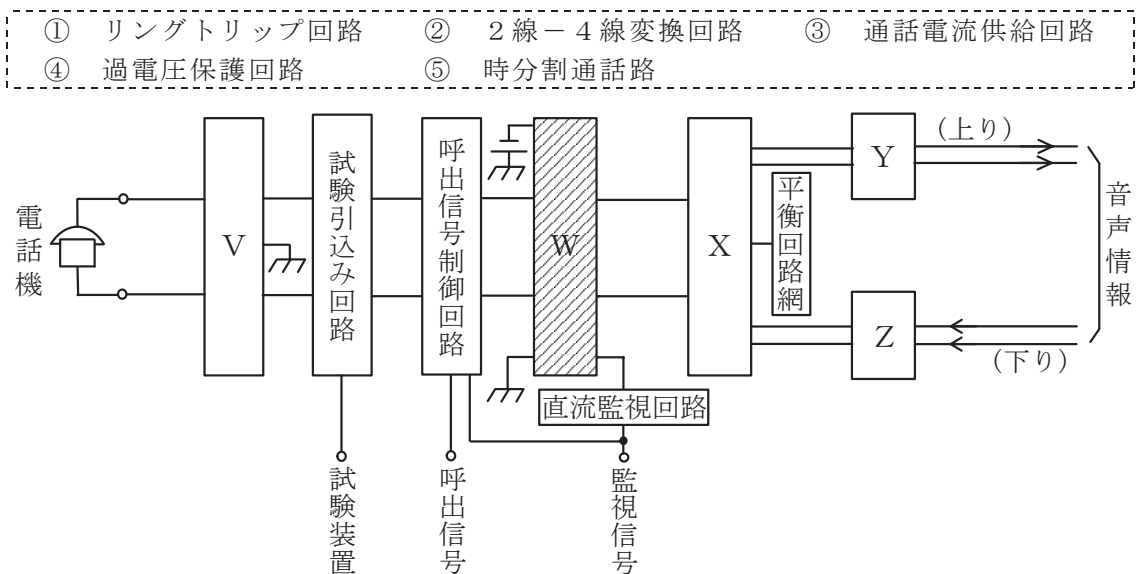 ① リングトリップ回路 ② 2線-4線変換回路 ③ 通話電流供給回路
④ 過電圧保護回路 ⑤ 時分割通話路
電話機
V
試験引込み回路
呼出信号制御回路
W
X
平衡回路網
Y
(上り)
Z
(下り)
音声情報
直流監視回路
試験装置
呼出信号
監視信号